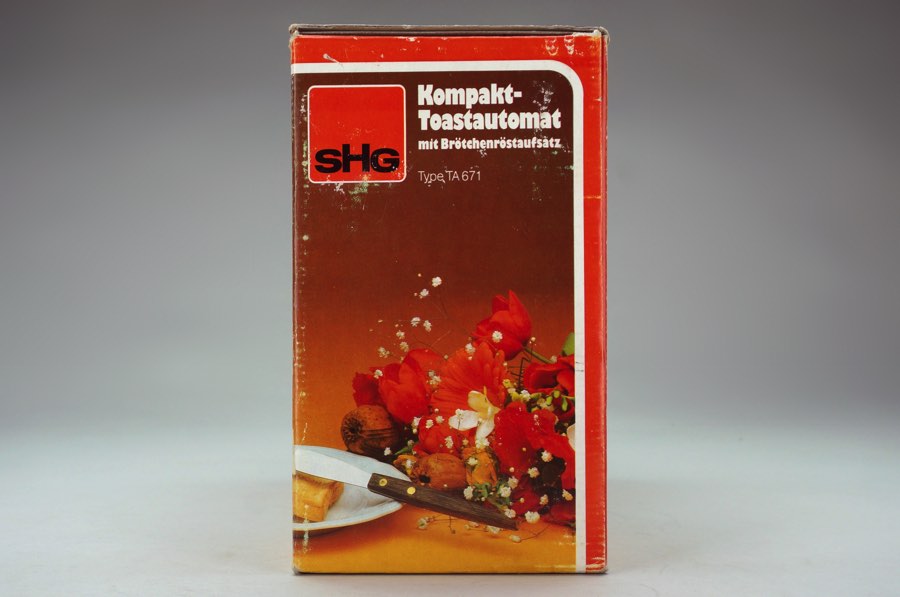 SHG
Kompakt-
Toastautomat
mit Brötchenröstaufsatz
Type TA 671